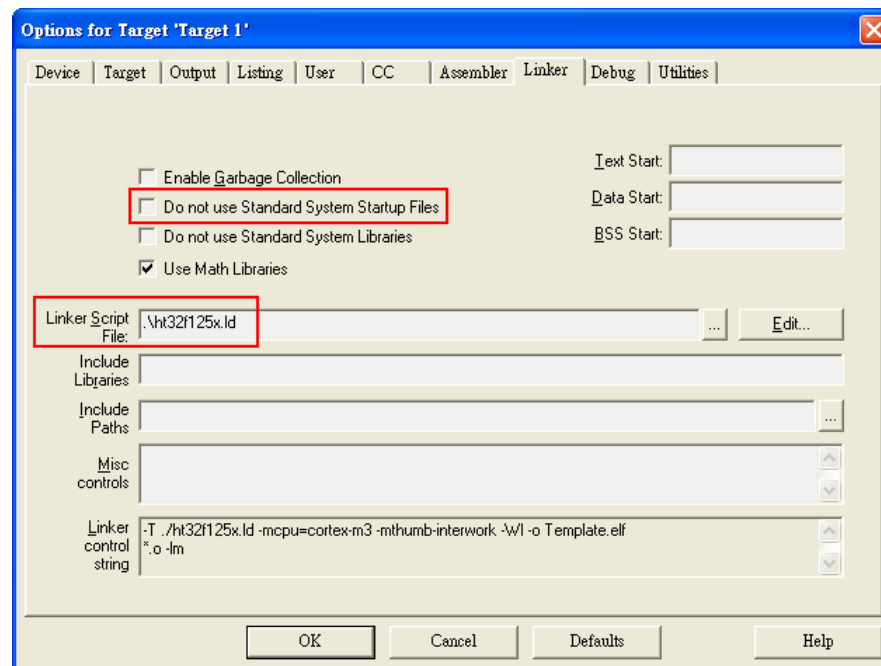 Options for Target 'Target 1'
Device Target Output Listing User CC Assembler Linker Debug Utilities
Enable Garbage Collection
Do not use Standard System Startup Files
Do not use Standard System Libraries
Use Math Libraries
Text Start:
Data Start:
BSS Start:
Linker Script
File:
.\ht32f125x.ld
...
Edit...
Include
Libraries
Include
Paths
...
Misc
controls
Linker
control
string
-T ./ht32f125x.ld -mcpu=cortex-m3 -mthumb-interwork -Wl -o Template.elf
*.o -lm
OK Cancel Defaults Help